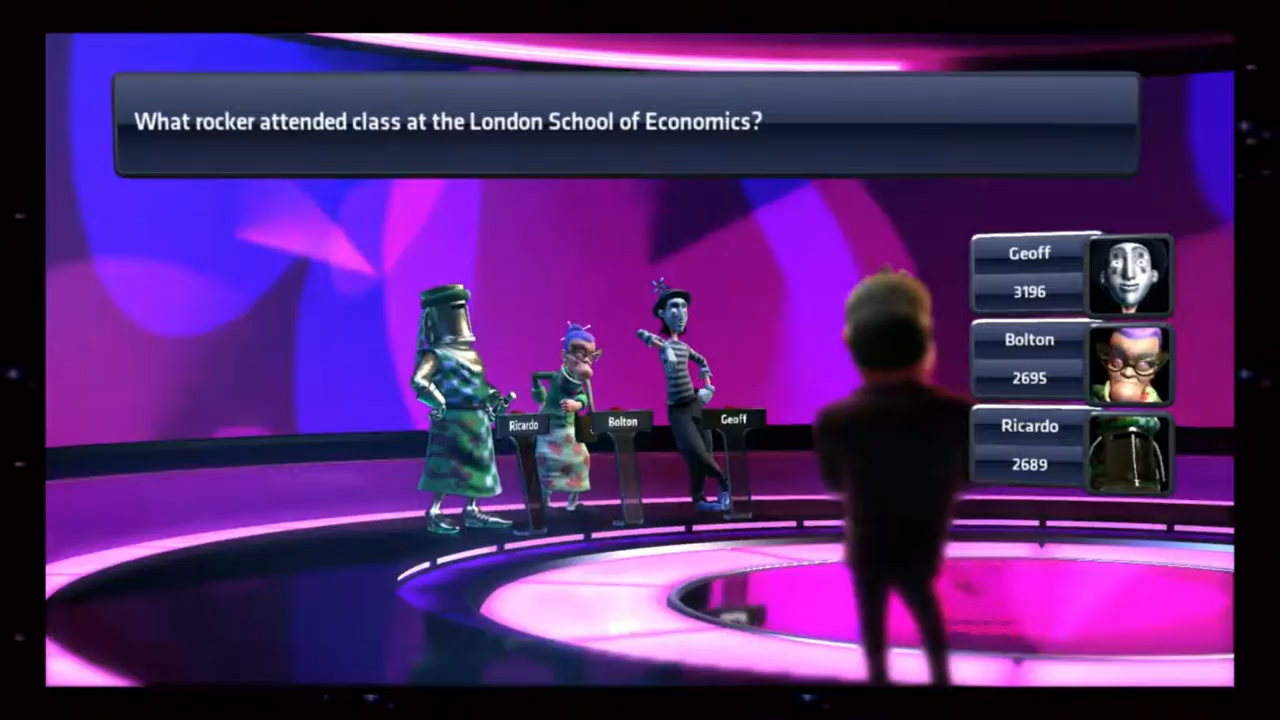 What rocker attended class at the London School of Economics?
Geoff
3196
Bolton
2695
Ricardo
2689
Ricardo
Bolton
Geoff